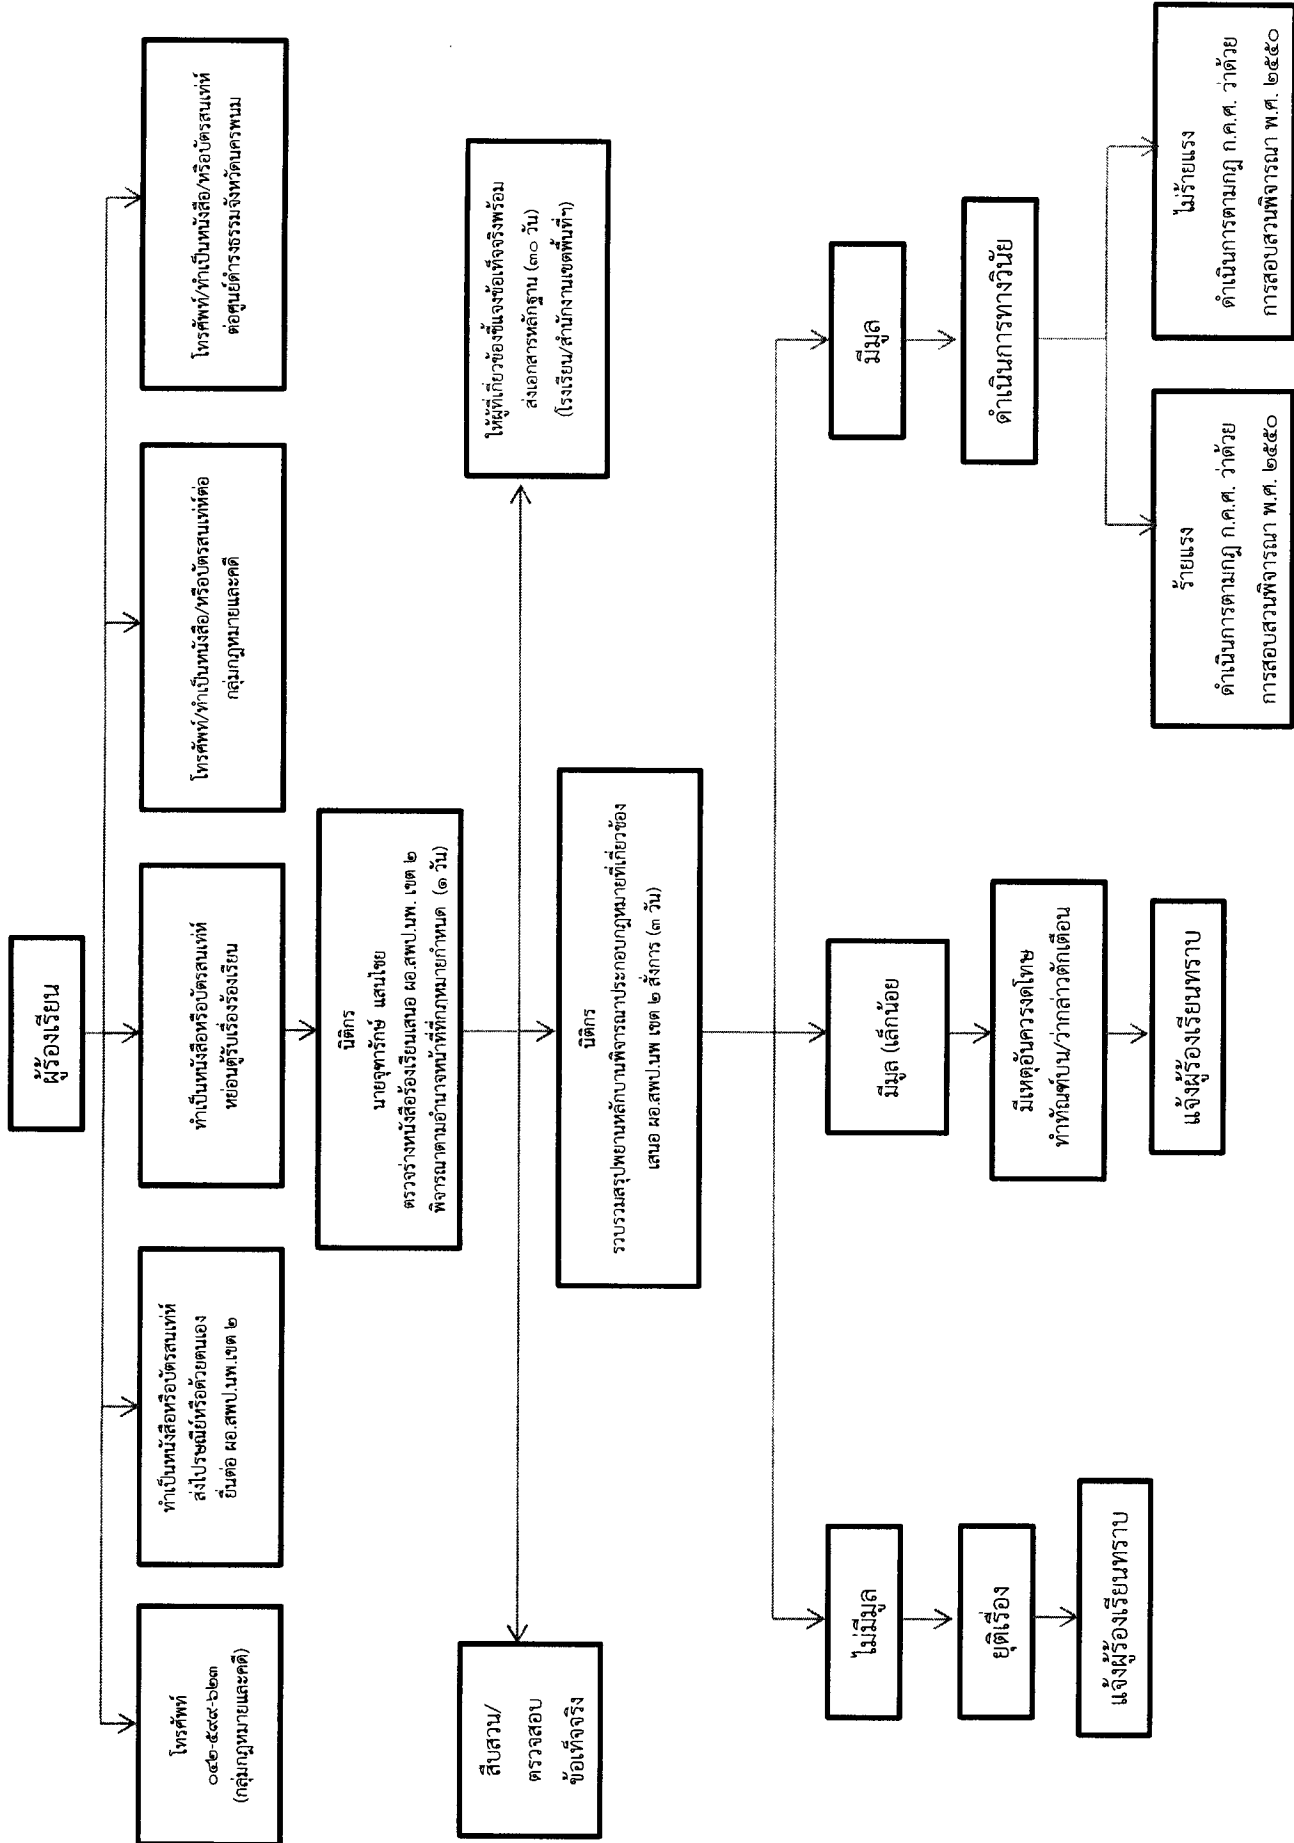 ผู้ร้องเรียน
โทรศัพท์
๐๔๒-๕๙๙-๖๒๓
(กลุ่มกฎหมายและคดี)
ทำเป็นหนังสือหรือบัตรสนเท่ห์
ส่งไปรษณีย์หรือด้วยตนเอง
ยื่นต่อ ผอ.สพป.นพ.เขต ๒
ทำเป็นหนังสือหรือบัตรสนเท่ห์
หย่อนตู้รับเรื่องร้องเรียน
โทรศัพท์/ทำเป็นหนังสือ/หรือบัตรสนเท่ห์ต่อ
กลุ่มกฎหมายและคดี
โทรศัพท์/ทำเป็นหนังสือ/หรือบัตรสนเท่ห์
ต่อศูนย์ดำรงธรรมจังหวัดนครพนม
นิติกร
นายจุฑารักษ์ แสนไชย
ตรวจร่างหนังสือร้องเรียนเสนอ ผอ.สพป.นพ. เขต ๒
พิจารณาตามอำนาจหน้าที่ที่กฎหมายกำหนด (๑ วัน)
สืบสวน/
ตรวจสอบ
ข้อเท็จจริง
ให้ผู้ที่เกี่ยวข้องชี้แจงข้อเท็จจริงพร้อม
ส่งเอกสารหลักฐาน (๓๐ วัน)
(โรงเรียน/สำนักงานเขตพื้นที่ฯ)
นิติกร
รวบรวมสรุปพยานหลักบานพิจารณาประกอบกฎหมายที่เกี่ยวข้อง
เสนอ ผอ.สพป.นพ เขต ๒ สั่งการ (๓ วัน)
ไม่มีมูล
มีมูล (เล็กน้อย)
มีมูล
ยุติเรื่อง
มีเหตุอันควรงดโทษ
ทำทัณฑ์บน/ว่ากล่าวตักเตือน
ดำเนินการทางวินัย
แจ้งผู้ร้องเรียนทราบ
แจ้งผู้ร้องเรียนทราบ
ร้ายแรง
ดำเนินการตามกฎ ก.ค.ศ. ว่าด้วย
การสอบสวนพิจารณา พ.ศ. ๒๕๕๐
ไม่ร้ายแรง
ดำเนินการตามกฎ ก.ค.ศ. ว่าด้วย
การสอบสวนพิจารณา พ.ศ. ๒๕๕๐